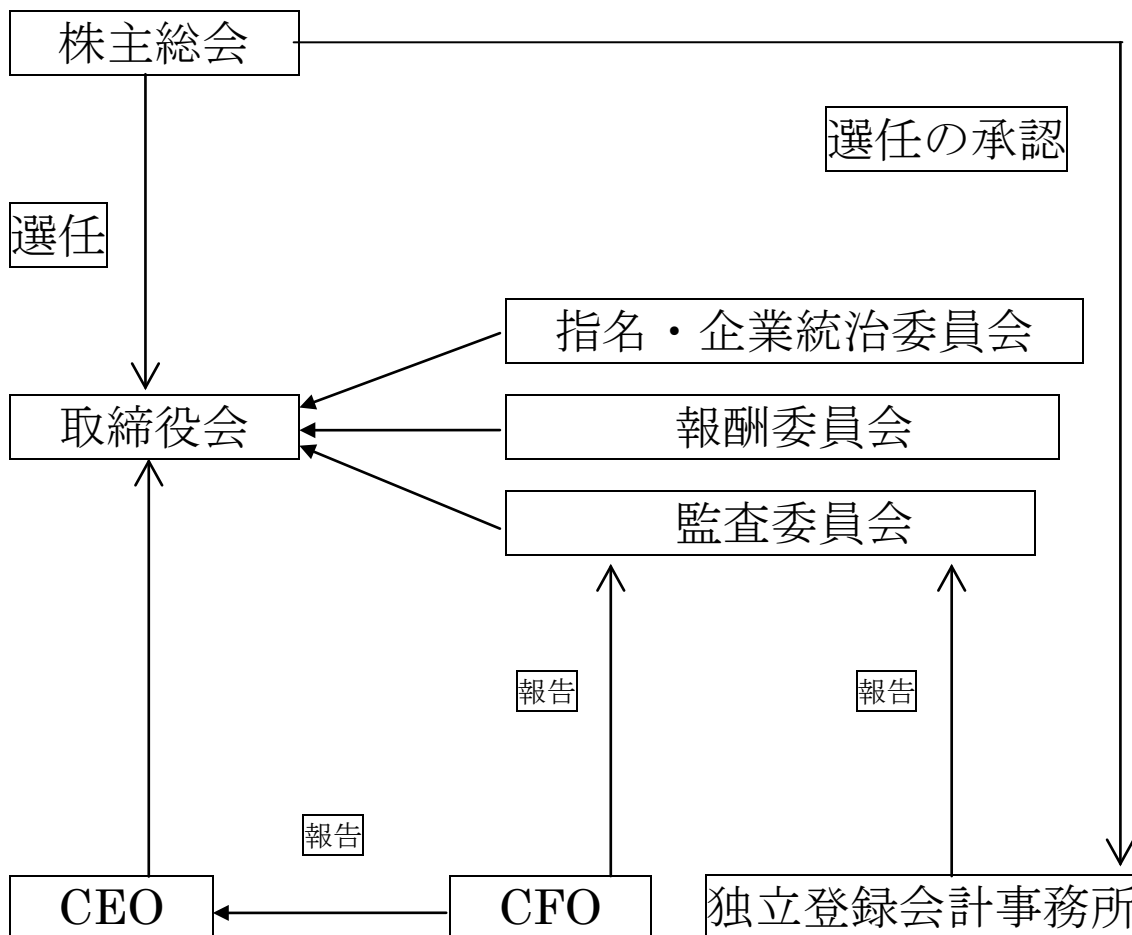 株主総会
選任の承認
選任
指名・企業統治委員会
取締役会
報酬委員会
監査委員会
報告
報告
報告
CEO
CFO
独立登録会計事務所